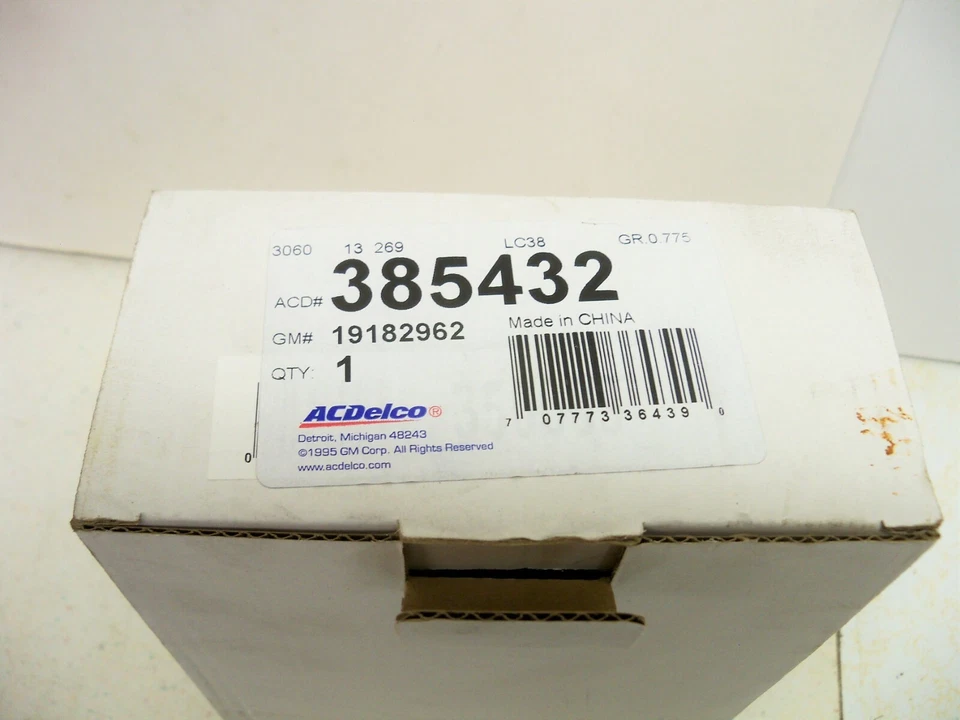 3060 13 269 LC38 GR.0.775
ACD# 385432
GM# 19182962 Made in CHINA
QTY: 1
7 07773 36439 0
ACDelco®
Detroit, Michigan 48243
©1995 GM Corp. All Rights Reserved
www.acdelco.com
0